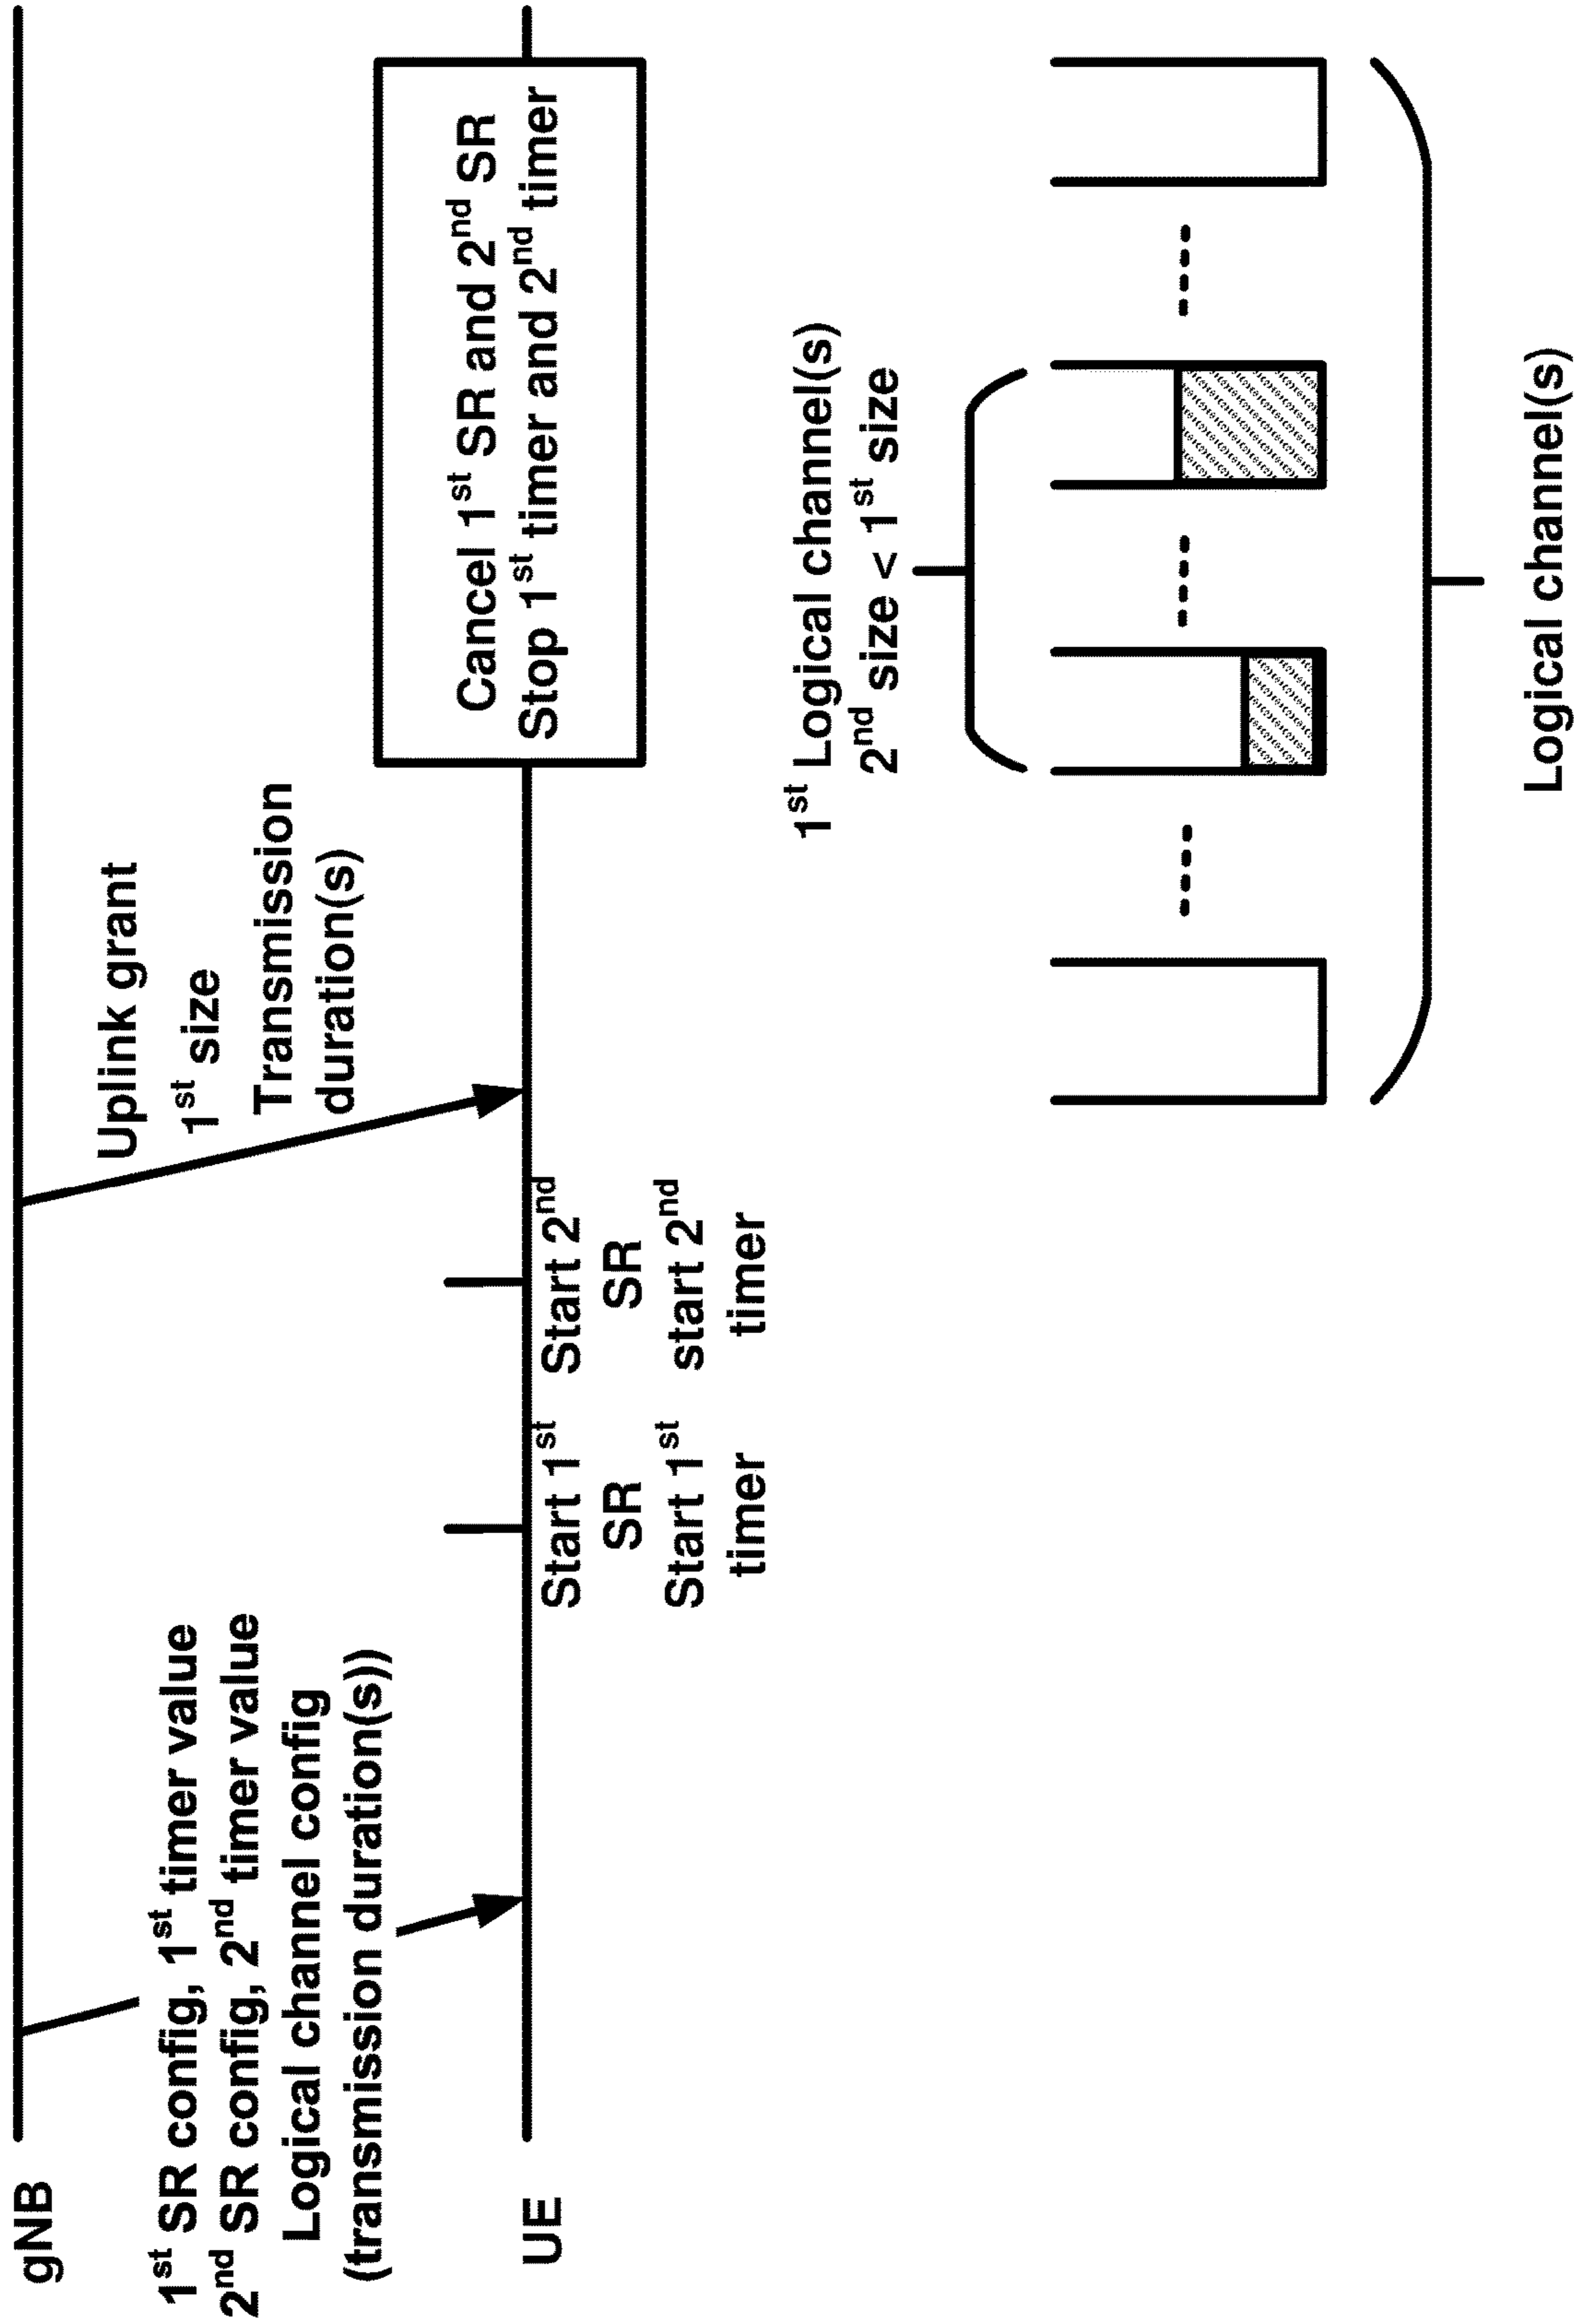 gNB
1st SR config, 1st timer value
2nd SR config, 2nd timer value
Logical channel config
(transmission duration(s))
Uplink grant
1st size
Transmission
duration(s)
UE
Start 1st
SR
Start 1st
timer
Start 2nd
SR
start 2nd
timer
Cancel 1st SR and 2nd SR
Stop 1st timer and 2nd timer
1st Logical channel(s)
2nd size < 1st size
Logical channel(s)